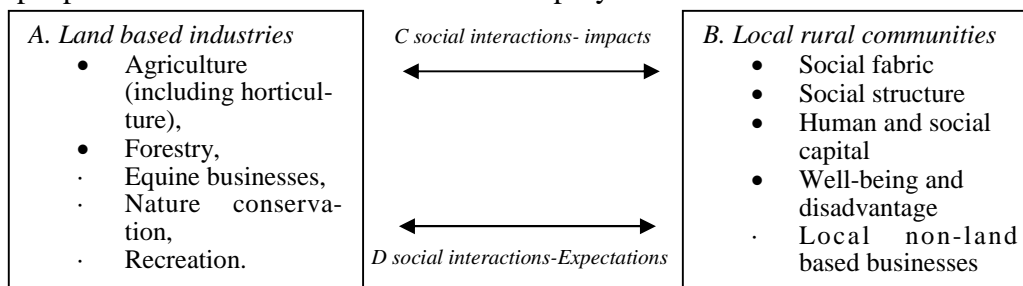 A. Land based industries
• Agriculture
(including horticul-
ture),
• Forestry,
· Equine businesses,
· Nature conserva-
tion,
· Recreation.
C social interactions- impacts
D social interactions-Expectations
B. Local rural communities
• Social fabric
• Social structure
• Human and social
capital
• Well-being and
disadvantage
· Local non-land
based businesses